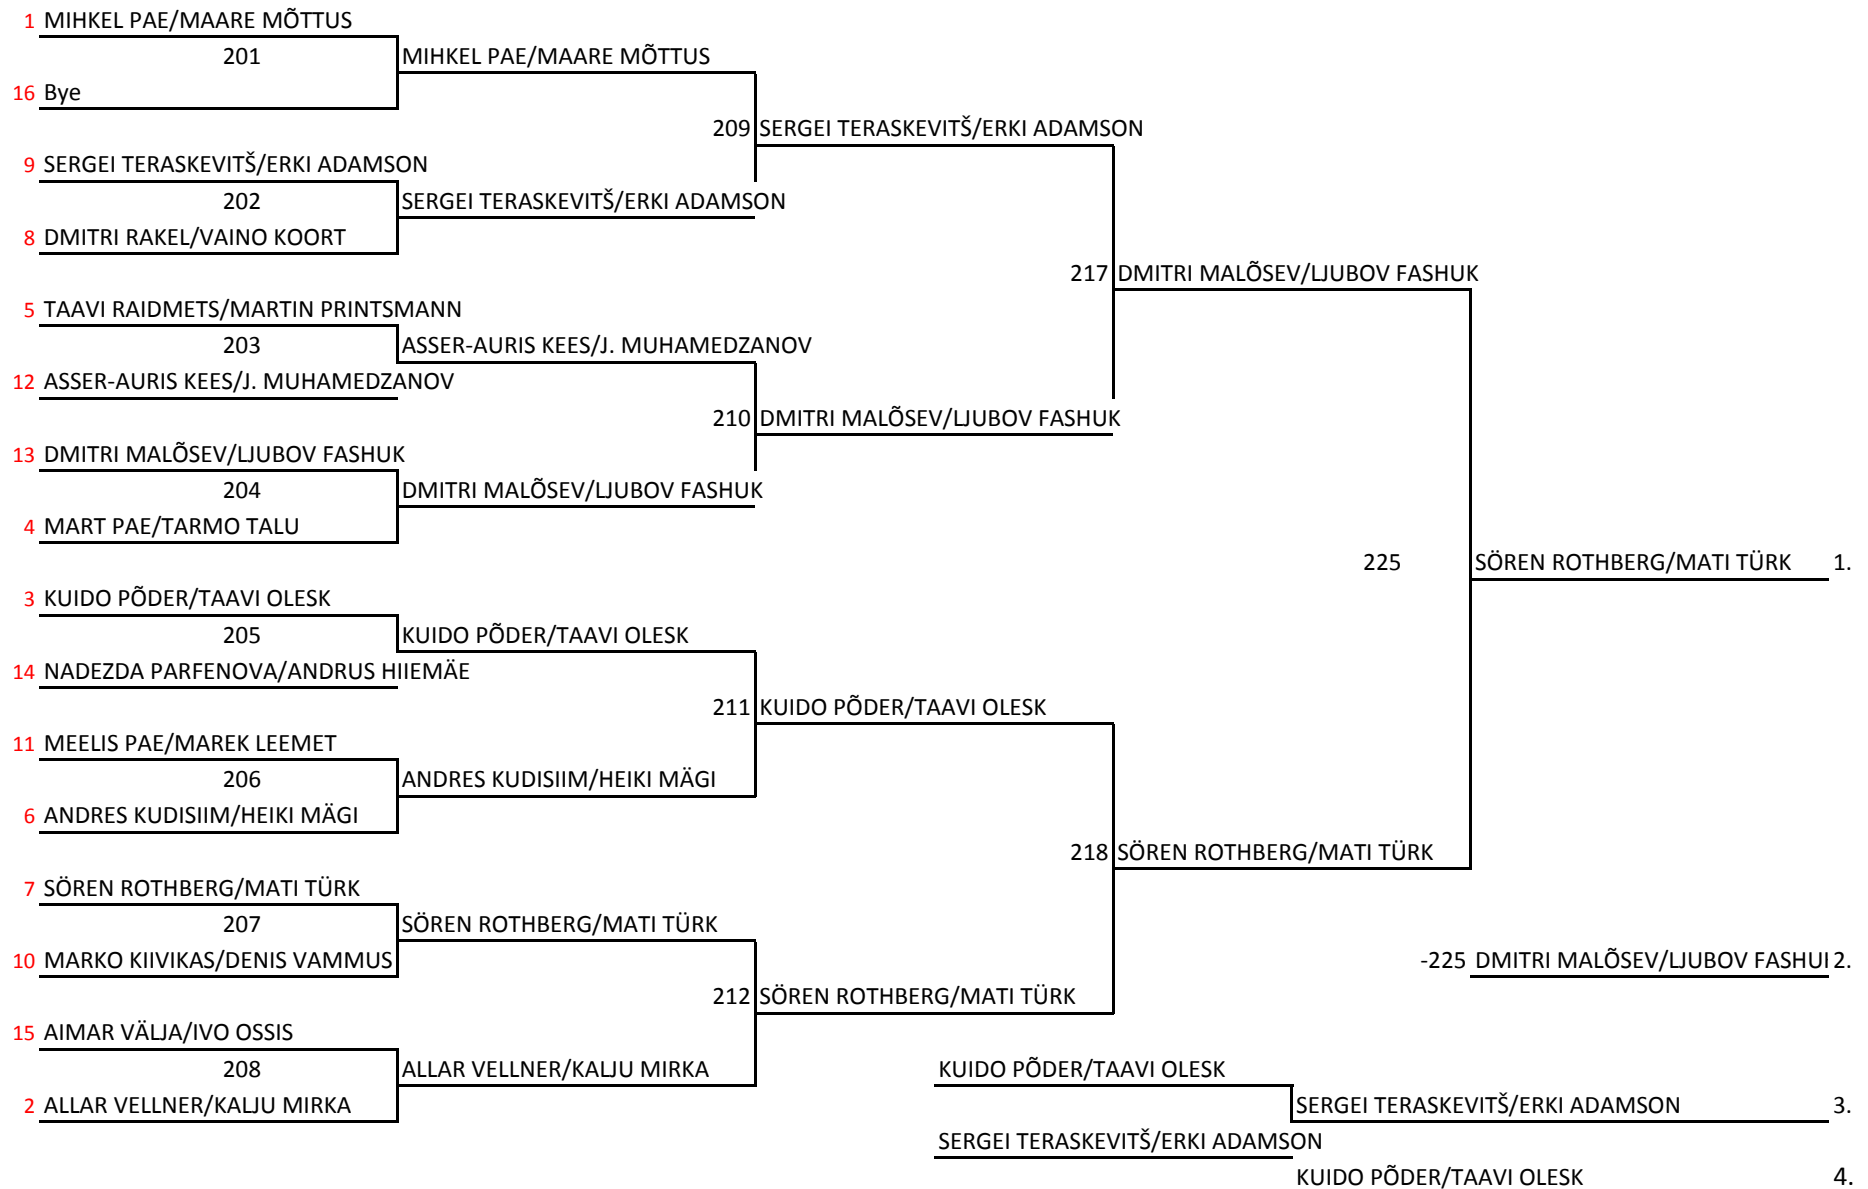 1 MIHKEL PAE/MAARE MÕTTUS
201 MIHKEL PAE/MAARE MÕTTUS
16 Bye
209 SERGEI TERASKEVITŠ/ERKI ADAMSON
9 SERGEI TERASKEVITŠ/ERKI ADAMSON
202 SERGEI TERASKEVITŠ/ERKI ADAMSON
8 DMITRI RAKEL/VAINO KOORT
217 DMITRI MALÕSEV/LJUBOV FASHUK
5 TAAVI RAIDMETS/MARTIN PRINTSMANN
203 ASSER-AURIS KEES/J. MUHAMEDZANOV
12 ASSER-AURIS KEES/J. MUHAMEDZANOV
210 DMITRI MALÕSEV/LJUBOV FASHUK
13 DMITRI MALÕSEV/LJUBOV FASHUK
204 DMITRI MALÕSEV/LJUBOV FASHUK
4 MART PAE/TARMO TALU
225 SÖREN ROTHBERG/MATI TÜRK 1.
3 KUIDO PÕDER/TAAVI OLESK
205 KUIDO PÕDER/TAAVI OLESK
14 NADEZDA PARFENOVA/ANDRUS HIIEMÄE
211 KUIDO PÕDER/TAAVI OLESK
11 MEELIS PAE/MAREK LEEMET
206 ANDRES KUDISIIM/HEIKI MÄGI
6 ANDRES KUDISIIM/HEIKI MÄGI
218 SÖREN ROTHBERG/MATI TÜRK
7 SÖREN ROTHBERG/MATI TÜRK
207 SÖREN ROTHBERG/MATI TÜRK
10 MARKO KIIVIKAS/DENIS VAMMUS
-225 DMITRI MALÕSEV/LJUBOV FASHUI 2.
212 SÖREN ROTHBERG/MATI TÜRK
15 AIMAR VÄLJA/IVO OSSIS
208 ALLAR VELLNER/KALJU MIRKA
KUIDO PÕDER/TAAVI OLESK
2 ALLAR VELLNER/KALJU MIRKA
SERGEI TERASKEVITŠ/ERKI ADAMSON 3.
SERGEI TERASKEVITŠ/ERKI ADAMSON
KUIDO PÕDER/TAAVI OLESK 4.